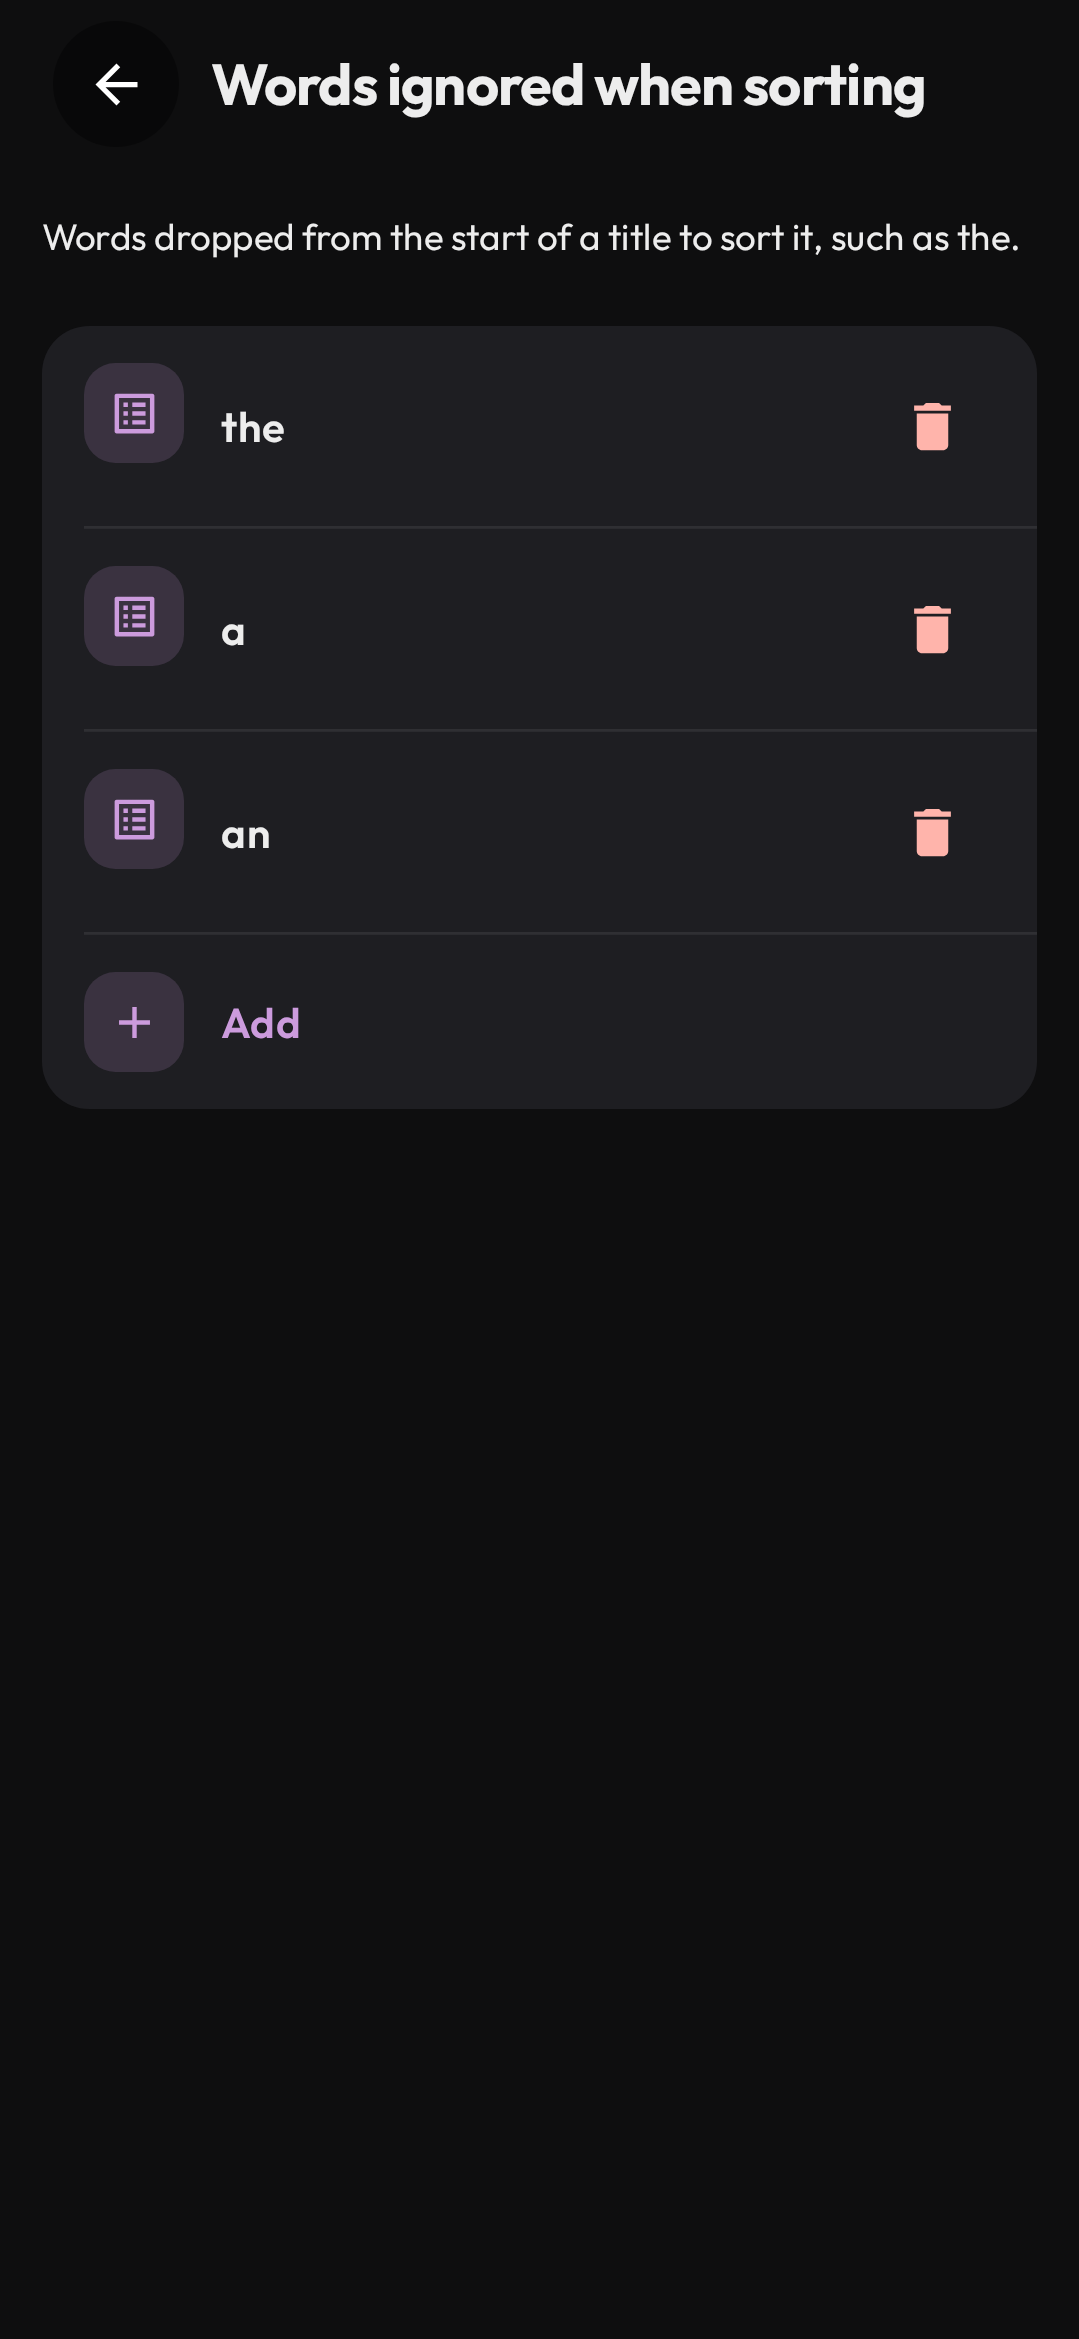 Words ignored when sorting
Words dropped from the start of a title to sort it, such as the.
the
a
an
Add